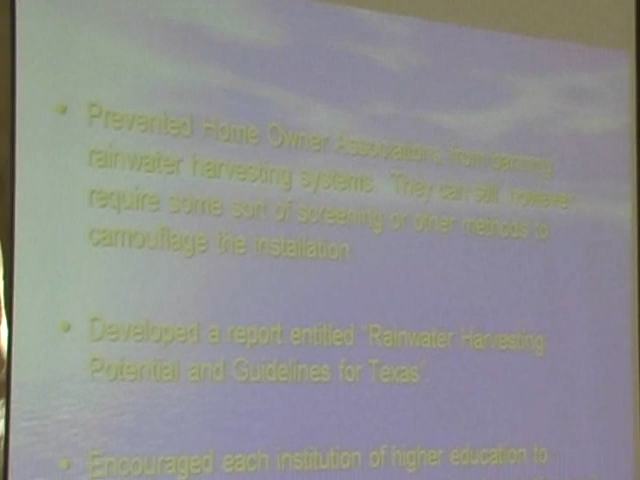 • Prevented Home Owner Associations from banning
rainwater harvesting systems. They can still, however
require some sort of screening or other methods to
camouflage the installation
• Developed a report entitled "Rainwater Harvesting
Potential and Guidelines for Texas".
• Encouraged each institution of higher education to